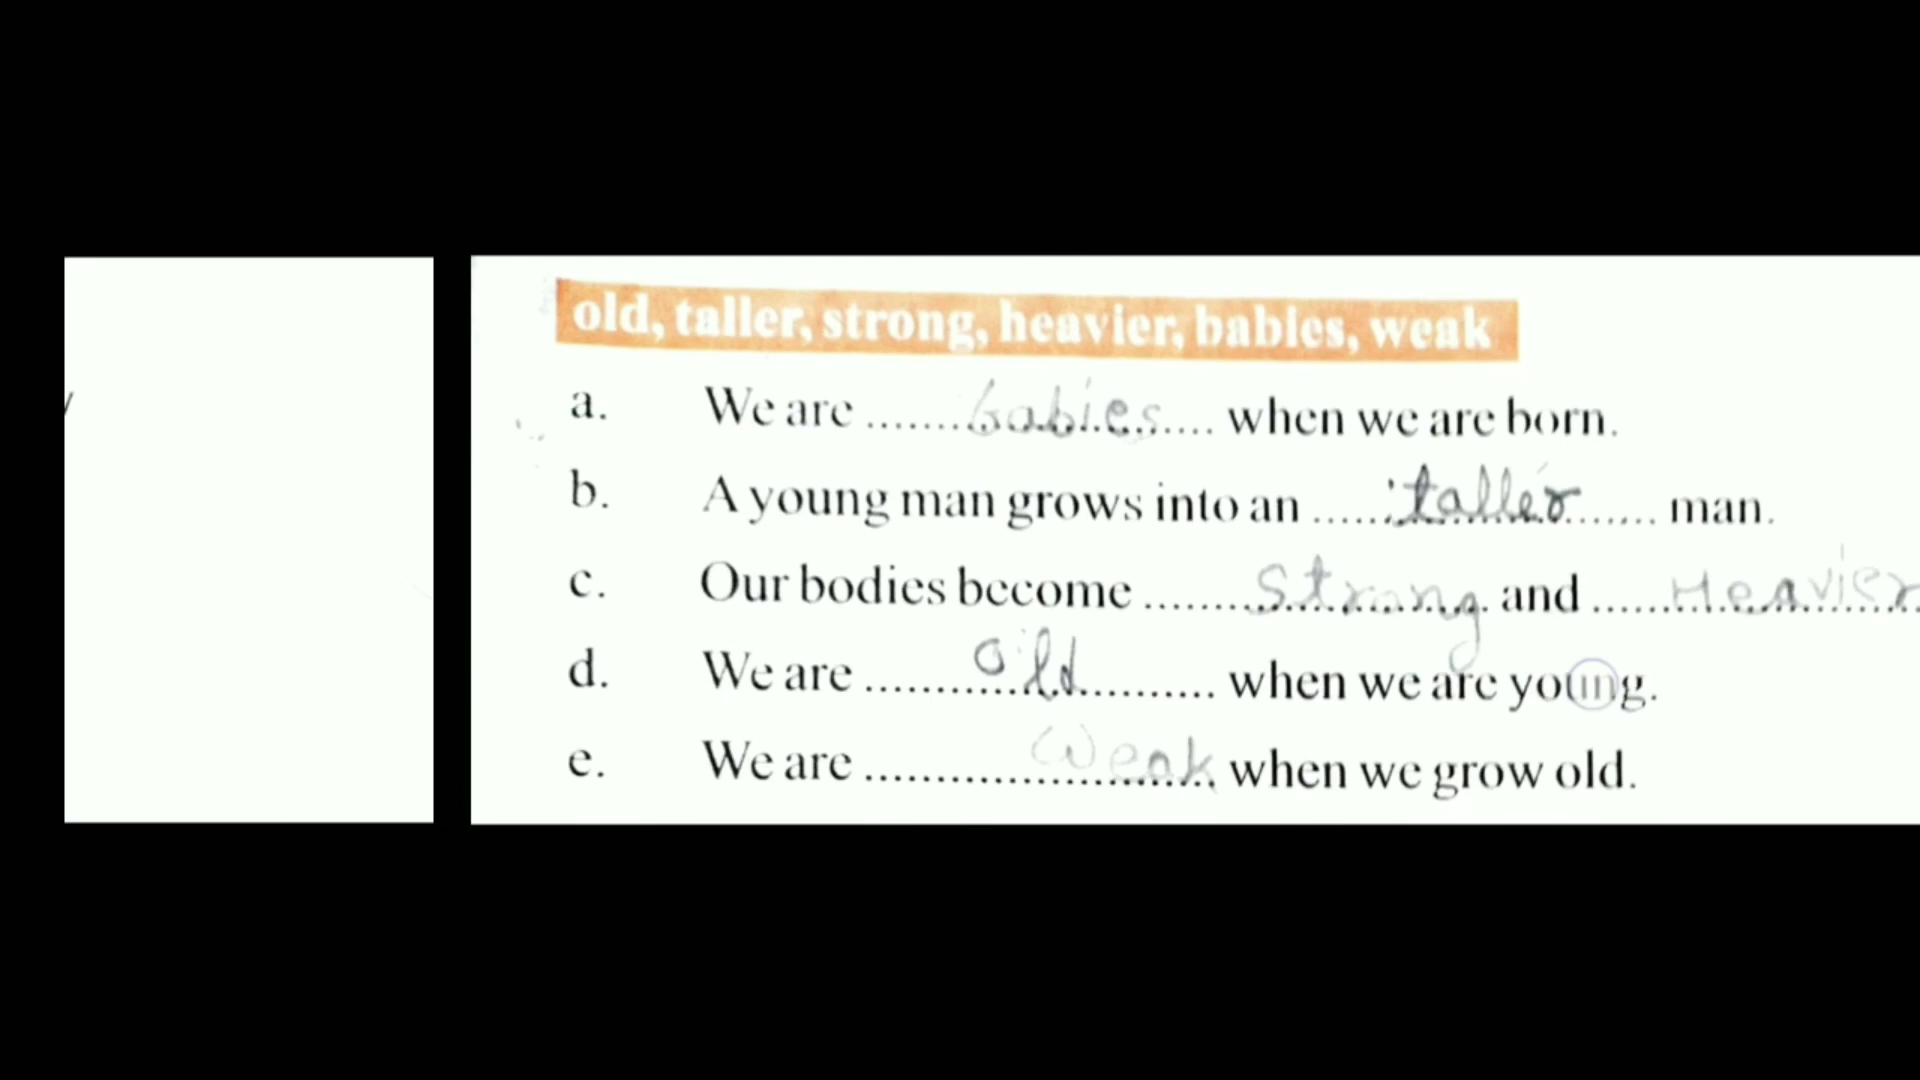 old, taller, strong, heavier, babies, weak
a. We are ........babies........ when we are born.
b. A young man grows into an ........taller........ man.
c. Our bodies become ........Strong........ and ........Heavier
d. We are ........old........ when we are young.
e. We are ........Weak........ when we grow old.